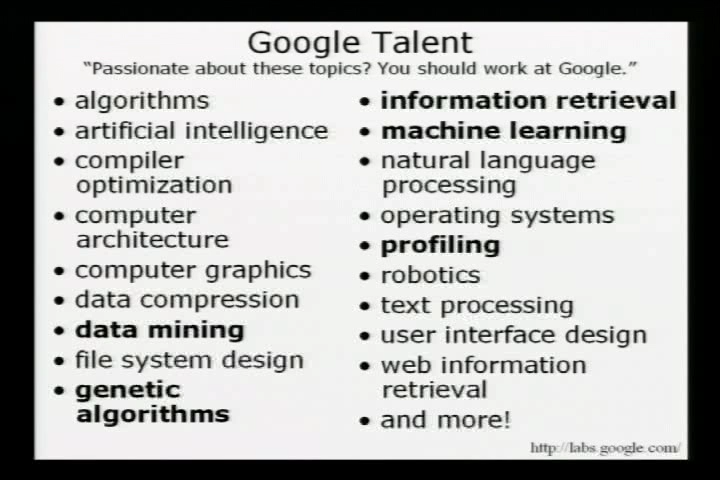 Google Talent
“Passionate about these topics? You should work at Google.”
• algorithms
• artificial intelligence
• compiler
optimization
• computer
architecture
• computer graphics
• data compression
• data mining
• file system design
• genetic
algorithms
• information retrieval
• machine learning
• natural language
processing
• operating systems
• profiling
• robotics
• text processing
• user interface design
• web information
retrieval
• and more!
http://labs.google.com/